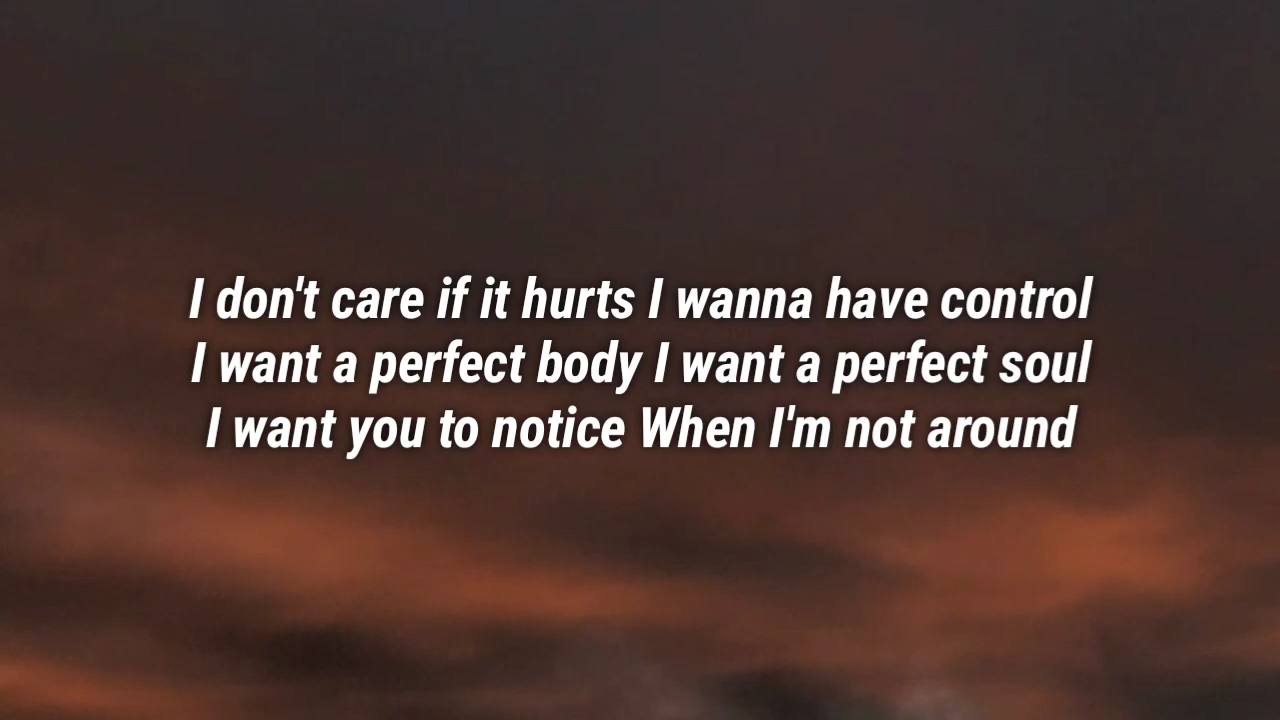 I don't care if it hurts I wanna have control
I want a perfect body I want a perfect soul
I want you to notice When I'm not around